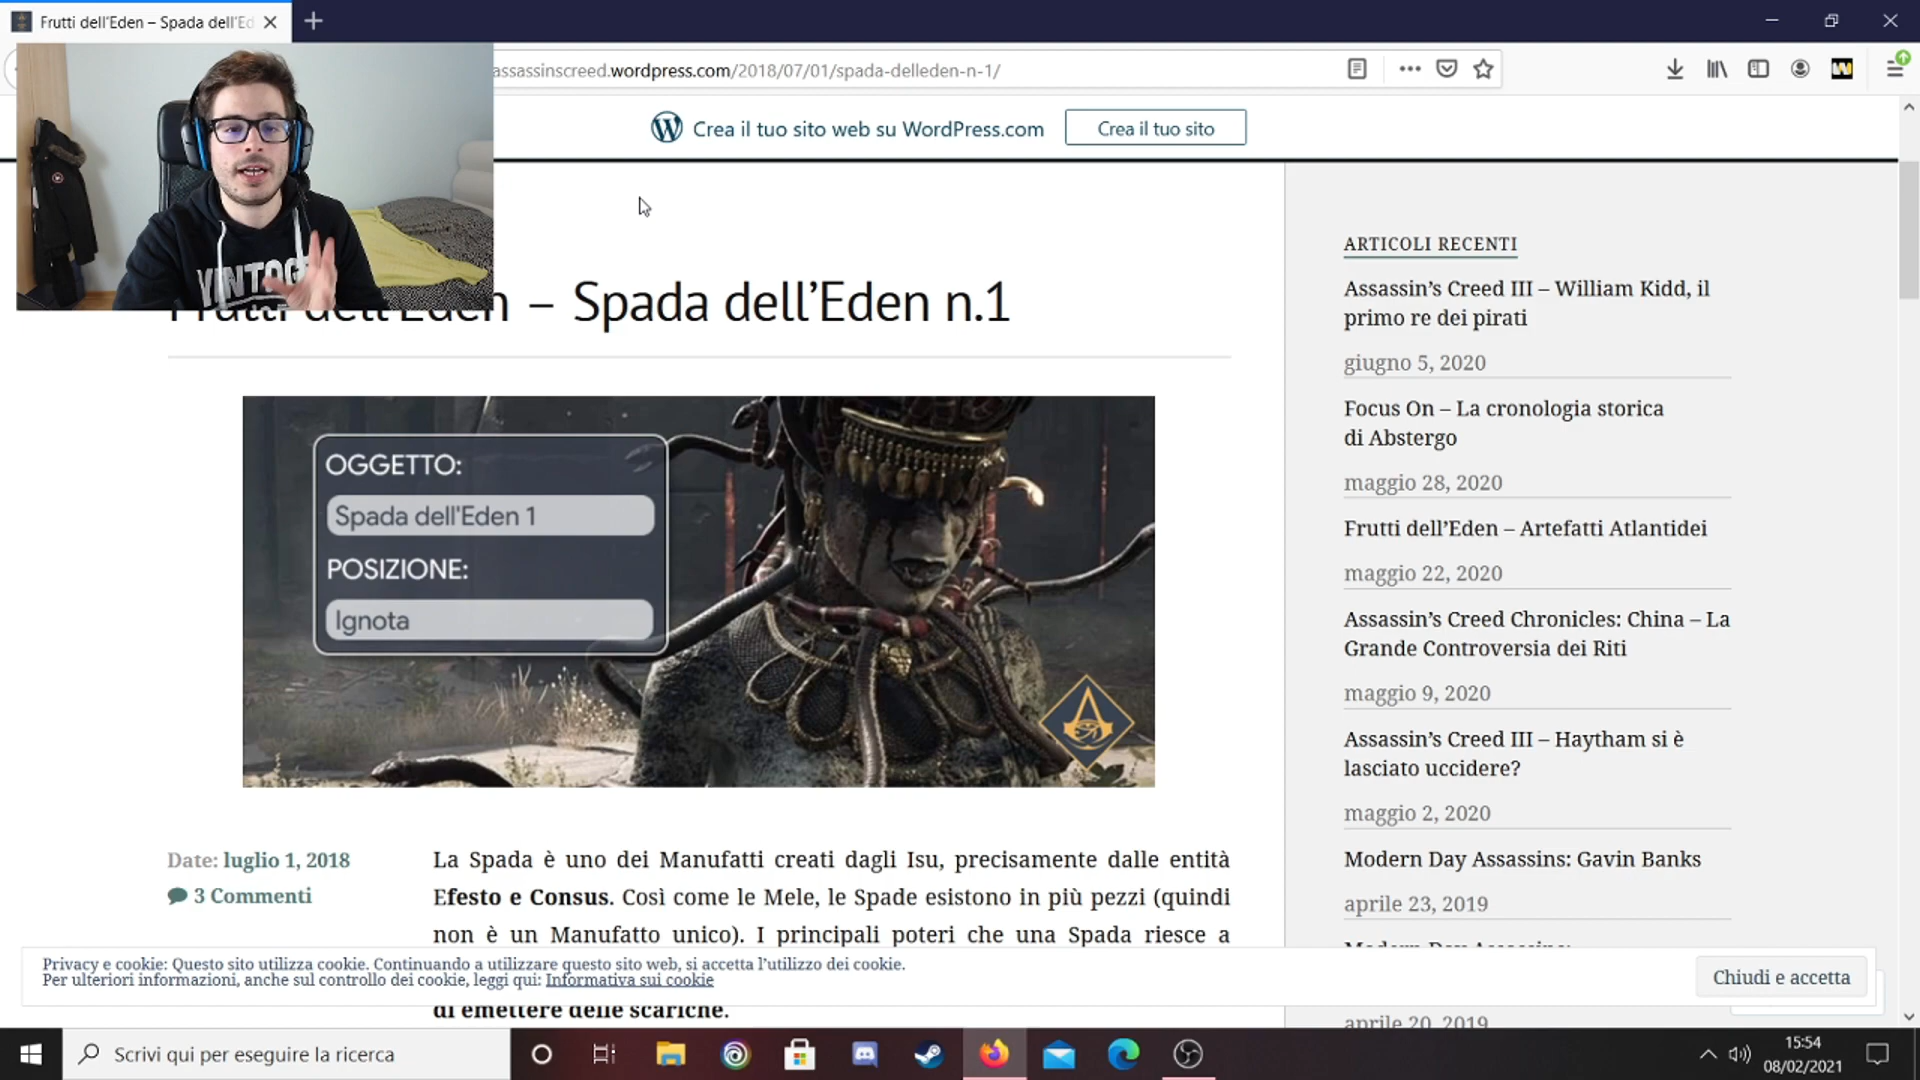 Frutti dell'Eden – Spada dell'Ed
assassinscreed.wordpress.com/2018/07/01/spada-delleden-n-1/
Crea il tuo sito web su WordPress.com
Crea il tuo sito
VINTAGE
Frutti dell'Eden – Spada dell'Eden n.1
OGGETTO:
Spada dell'Eden 1
POSIZIONE:
Ignota
Date: luglio 1, 2018
3 Commenti
La Spada è uno dei Manufatti creati dagli Isu, precisamente dalle entità
Efesto e Consus. Così come le Mele, le Spade esistono in più pezzi (quindi
non è un Manufatto unico). I principali poteri che una Spada riesce a
di emettere delle scariche.
ARTICOLI RECENTI
Assassin's Creed III – William Kidd, il
primo re dei pirati
giugno 5, 2020
Focus On – La cronologia storica
di Abstergo
maggio 28, 2020
Frutti dell'Eden – Artefatti Atlantidei
maggio 22, 2020
Assassin's Creed Chronicles: China – La
Grande Controversia dei Riti
maggio 9, 2020
Assassin's Creed III – Haytham si è
lasciato uccidere?
maggio 2, 2020
Modern Day Assassins: Gavin Banks
aprile 23, 2019
Modern Day Assassins:
aprile 20, 2019
Privacy e cookie: Questo sito utilizza cookie. Continuando a utilizzare questo sito web, si accetta l'utilizzo dei cookie.
Per ulteriori informazioni, anche sul controllo dei cookie, leggi qui: Informativa sui cookie
Chiudi e accetta
Scrivi qui per eseguire la ricerca
15:54
08/02/2021